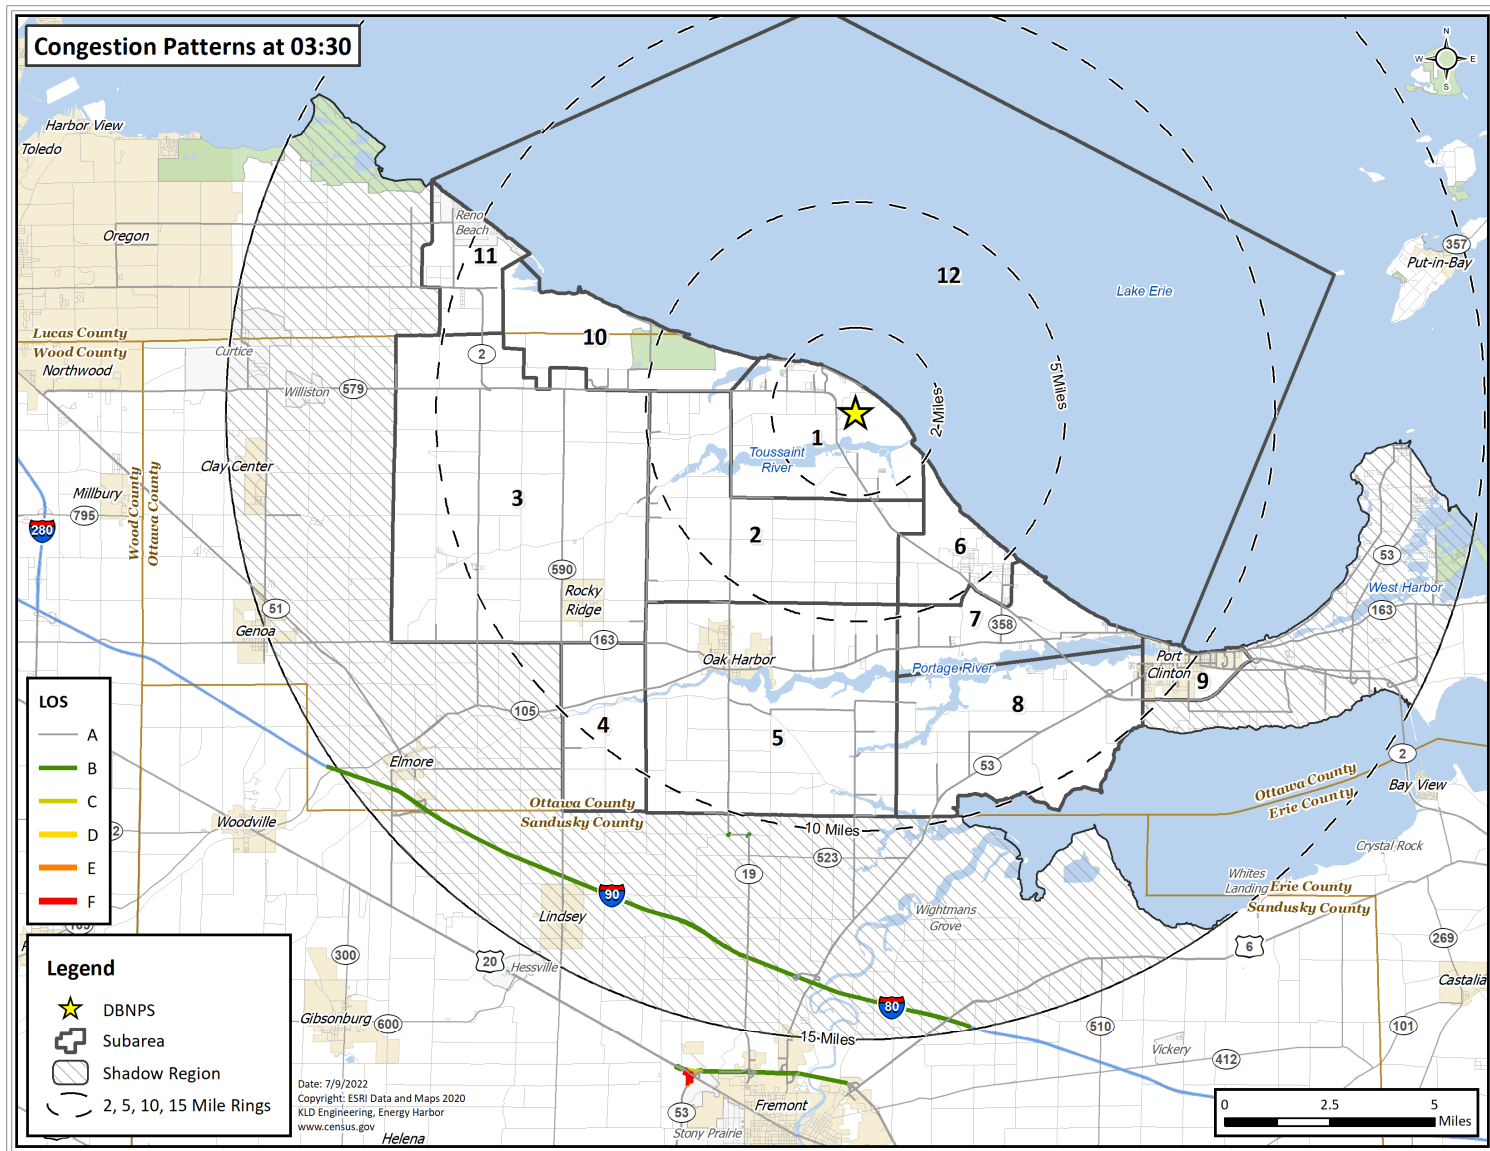 Congestion Patterns at 03:30
N
W
E
S
Harbor View
Toledo
Oregon
Reno
Beach
11
12
Lake Erie
357
Put-in-Bay
Lucas County
Wood County
Northwood
Curtice
2
10
Williston
579
5 Miles
2 Miles
1
Toussaint
River
Clay Center
Millbury
795
280
Wood County
Ottawa County
3
2
6
590
Rocky
Ridge
53
West Harbor
163
51
Genoa
163
7
358
Oak Harbor
Portage River
Port
Clinton
9
LOS
A
B
C
D
E
F
105
4
5
8
53
Elmore
2
Bay View
Ottawa County
Erie County
Ottawa County
Sandusky County
Woodville
2
10 Miles
523
19
Crystal Rock
Whites
Landing
Erie County
Sandusky County
90
Lindsey
Wightmans
Grove
6
269
Castalia
300
20
Hessville
80
Gibsonburg
600
15 Miles
510
101
Vickery
412
Legend
DBNPS
Subarea
Shadow Region
2, 5, 10, 15 Mile Rings
Date: 7/9/2022
Copyright: ESRI Data and Maps 2020
KLD Engineering, Energy Harbor
www.census.gov
Helena
53
Stony Prairie
Fremont
0 2.5 5
Miles